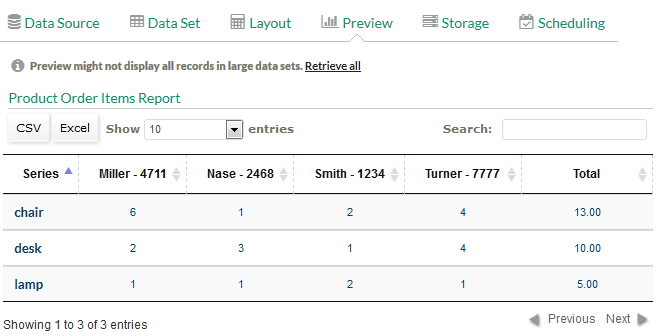 Data Source Data Set Layout Preview Storage Scheduling
Preview might not display all records in large data sets. Retrieve all
Product Order Items Report
CSV Excel Show 10 entries Search:
Series Miller - 4711 Nase - 2468 Smith - 1234 Turner - 7777 Total
chair 6 1 2 4 13.00
desk 2 3 1 4 10.00
lamp 1 1 2 1 5.00
Showing 1 to 3 of 3 entries Previous Next